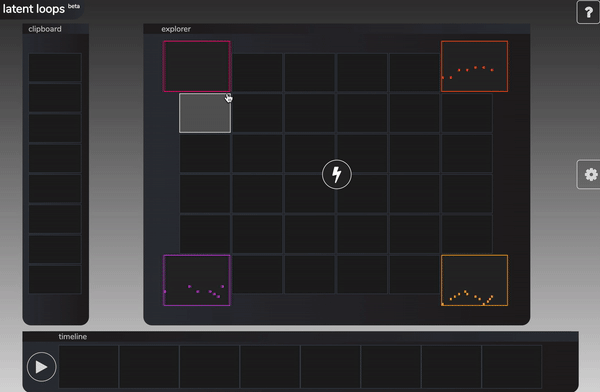 latent loops beta
?
clipboard
explorer
timeline